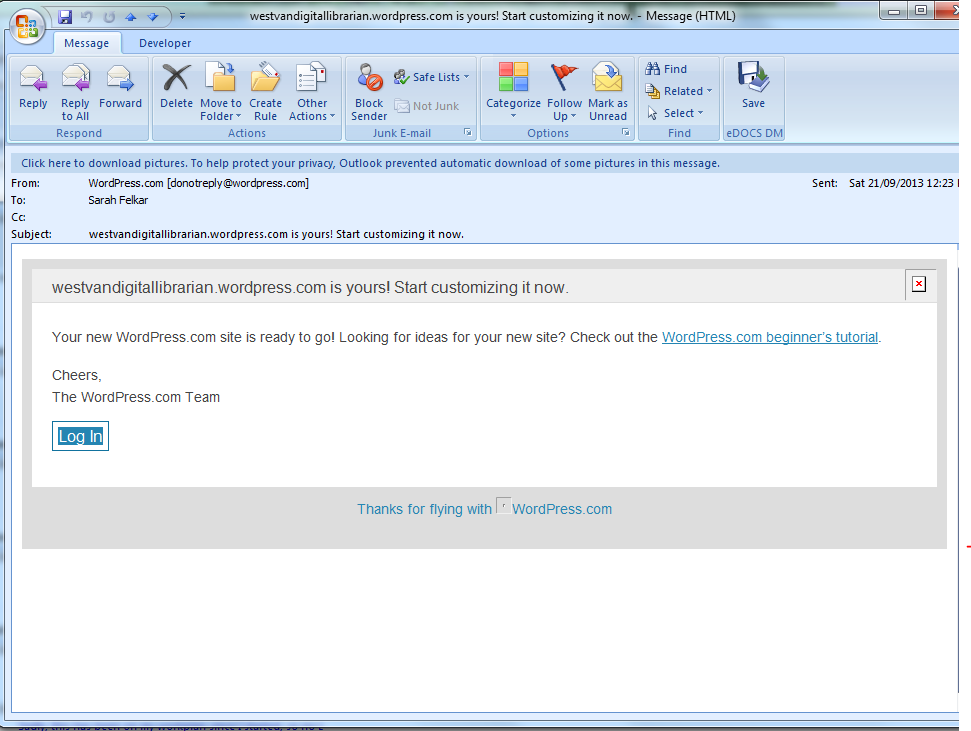 westvandigitallibrarian.wordpress.com is yours! Start customizing it now. - Message (HTML)
Message Developer
Reply Reply to All Forward
Respond
Delete Move to Folder Create Rule Other Actions
Actions
Block Sender Safe Lists Not Junk
Junk E-mail
Categorize Follow Up Mark as Unread
Options
Find Related Select
Find
Save
eDOCS DM
Click here to download pictures. To help protect your privacy, Outlook prevented automatic download of some pictures in this message.
From: WordPress.com [donotreply@wordpress.com] Sent: Sat 21/09/2013 12:23
To: Sarah Felkar
Cc:
Subject: westvandigitallibrarian.wordpress.com is yours! Start customizing it now.
westvandigitallibrarian.wordpress.com is yours! Start customizing it now.
Your new WordPress.com site is ready to go! Looking for ideas for your new site? Check out the WordPress.com beginner's tutorial.
Cheers,
The WordPress.com Team
Log In
Thanks for flying with WordPress.com